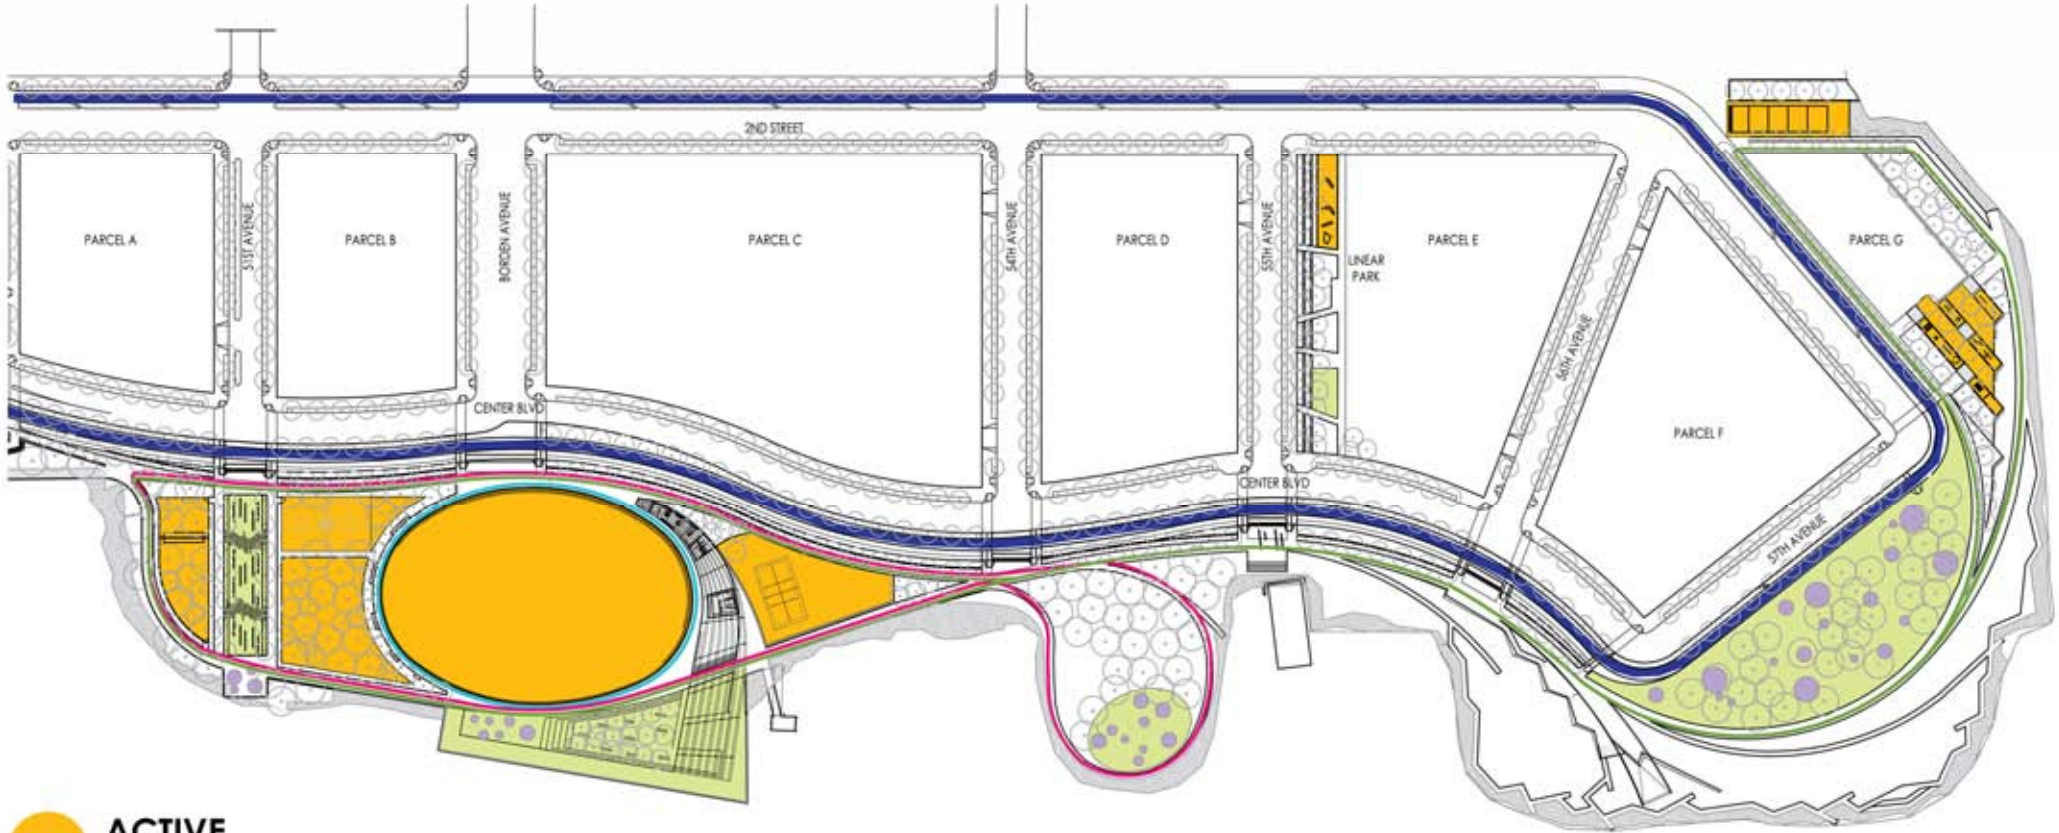 2ND STREET
PARCEL A
51ST AVENUE
PARCEL B
BORDEN AVENUE
PARCEL C
54TH AVENUE
PARCEL D
55TH AVENUE
LINEAR
PARK
PARCEL E
56TH AVENUE
PARCEL F
PARCEL G
CENTER BLVD
CENTER BLVD
57TH AVENUE
ACTIVE